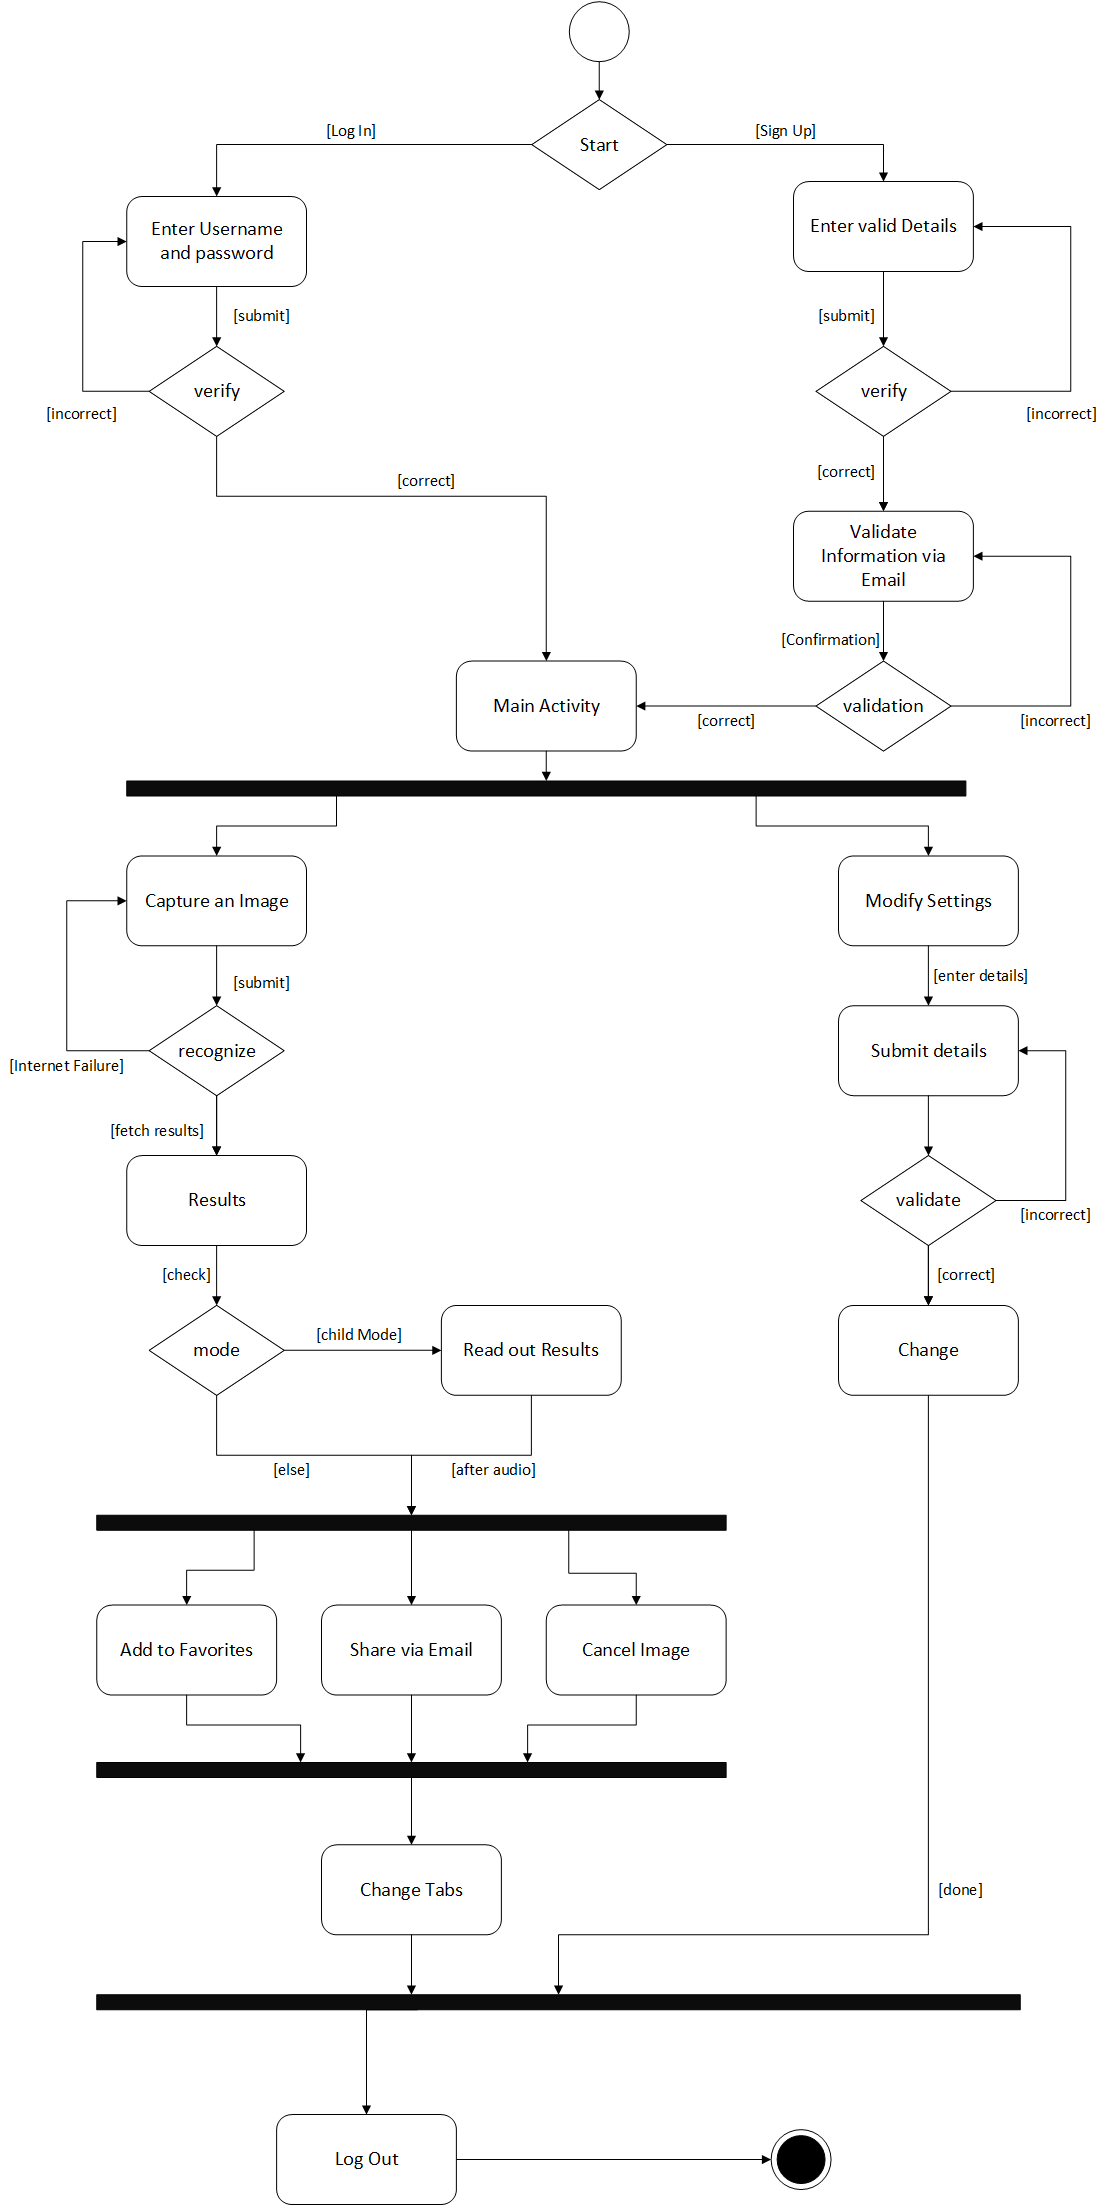 Start
[Log In]
[Sign Up]
Enter Username
and password
Enter valid Details
[submit]
[submit]
verify
verify
[incorrect]
[incorrect]
[correct]
[correct]
Validate
Information via
Email
[Confirmation]
Main Activity
validation
[correct]
[incorrect]
Capture an Image
Modify Settings
[submit]
[enter details]
recognize
Submit details
[Internet Failure]
[fetch results]
Results
validate
[incorrect]
[check]
[correct]
mode
[child Mode]
Read out Results
Change
[else]
[after audio]
Add to Favorites
Share via Email
Cancel Image
Change Tabs
[done]
Log Out